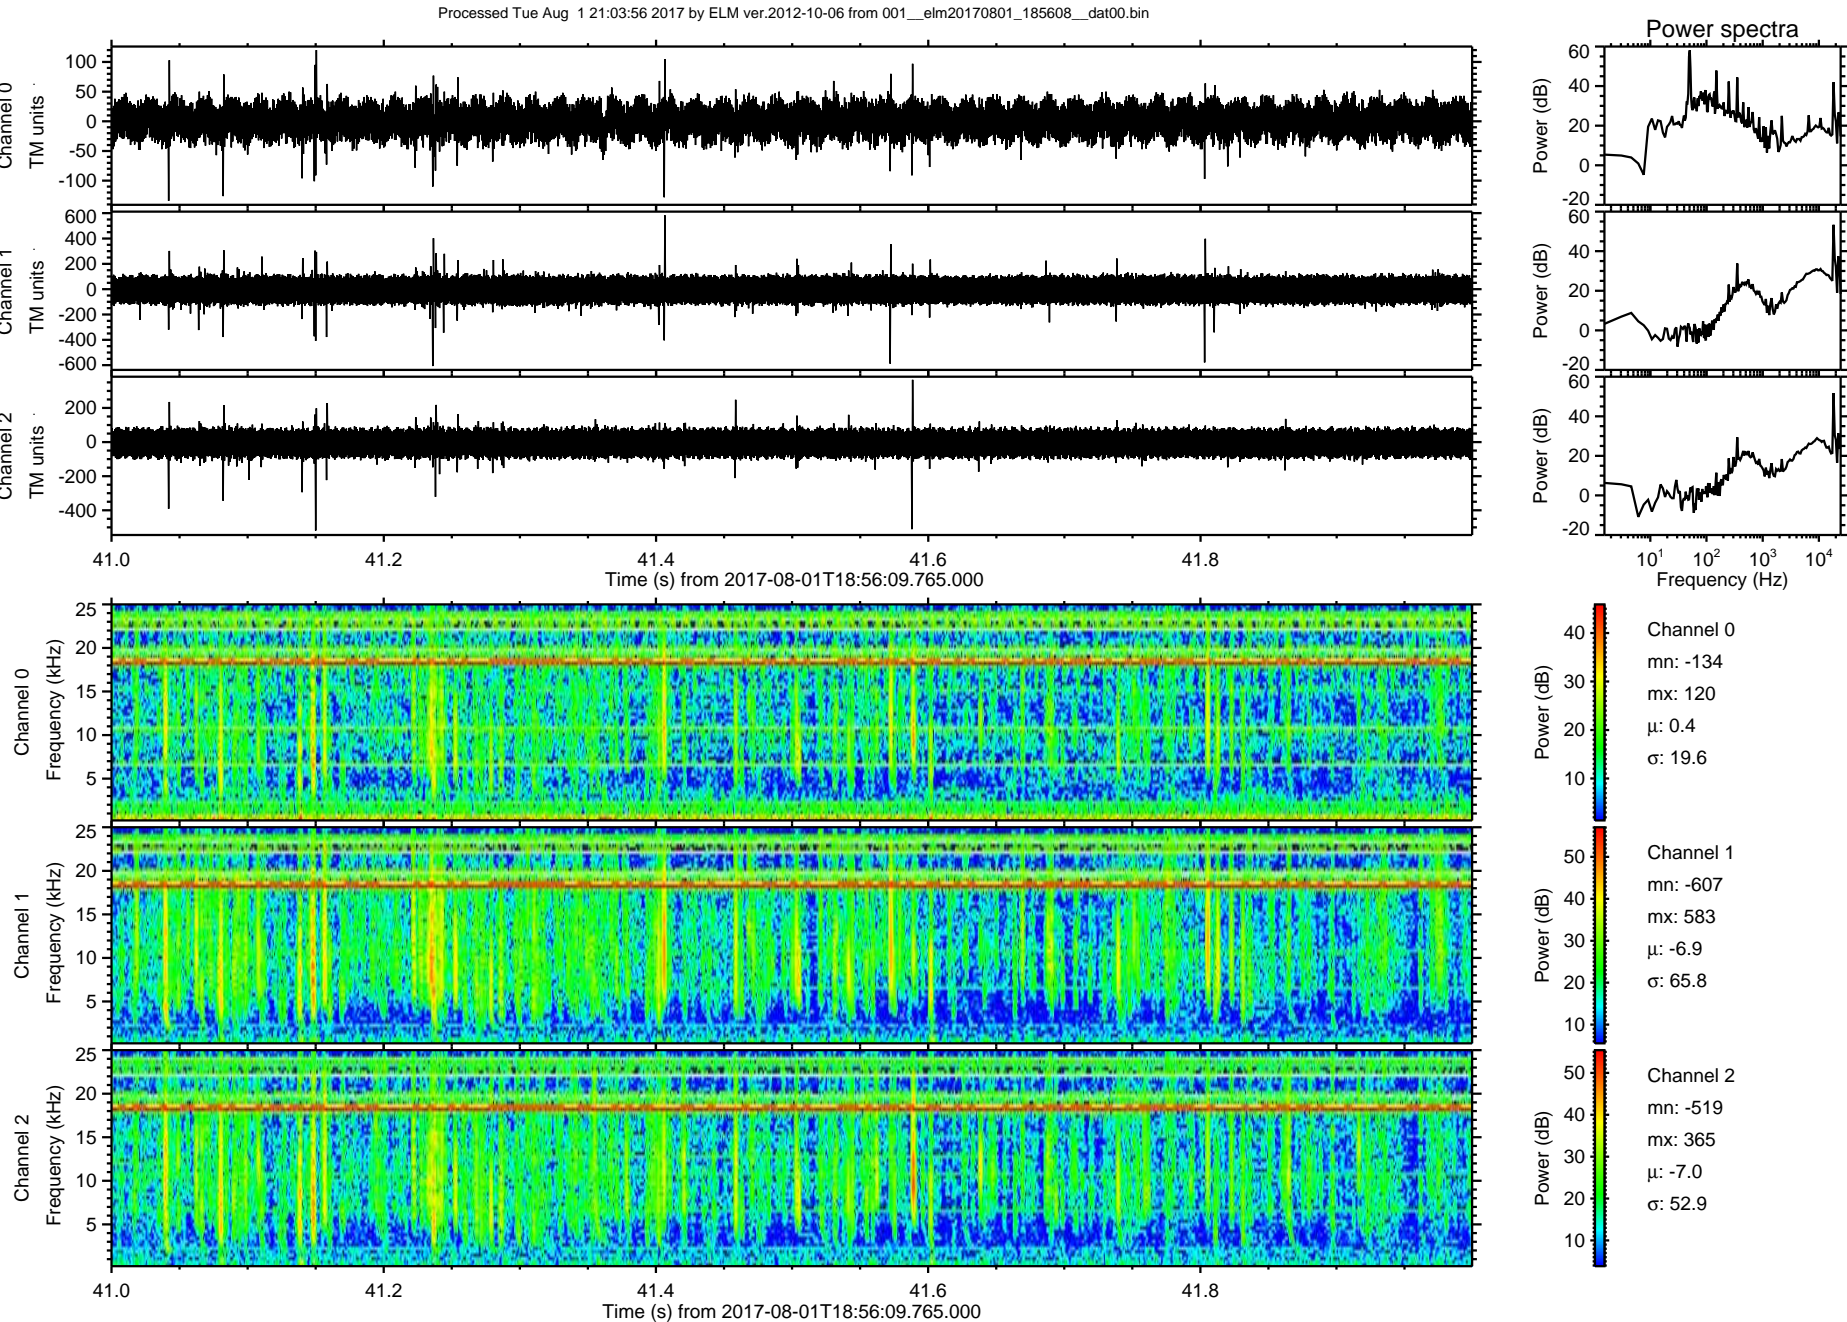 Processed Tue Aug  1 21:03:56 2017 by ELM ver.2012-10-06 from 001__elm20170801_185608__dat00.bin
Power spectra
Channel 0
TM units
100
50
0
-50
-100
Power (dB)
60
40
20
0
-20
Channel 1
TM units
600
400
200
0
-200
-400
-600
Power (dB)
60
40
20
0
-20
Channel 2
TM units
200
0
-200
-400
Power (dB)
60
40
20
0
-20
41.0 41.2 41.4 41.6 41.8
Time (s) from 2017-08-01T18:56:09.765.000
10¹ 10² 10³ 10⁴
Frequency (Hz)
Channel 0
Frequency (kHz)
25
20
15
10
5
Power (dB)
40
30
20
10
Channel 0
mn: -134
mx: 120
μ: 0.4
σ: 19.6
Channel 1
Frequency (kHz)
25
20
15
10
5
Power (dB)
50
40
30
20
10
Channel 1
mn: -607
mx: 583
μ: -6.9
σ: 65.8
Channel 2
Frequency (kHz)
25
20
15
10
5
Power (dB)
50
40
30
20
10
Channel 2
mn: -519
mx: 365
μ: -7.0
σ: 52.9
41.0 41.2 41.4 41.6 41.8
Time (s) from 2017-08-01T18:56:09.765.000